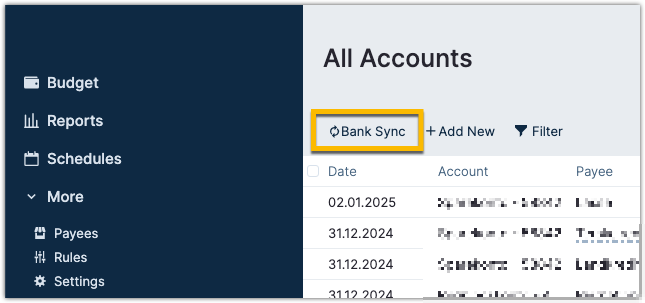 Budget
Reports
Schedules
More
Payees
Rules
Settings
All Accounts
Bank Sync Add New Filter
Date Account Payee
02.01.2025
31.12.2024
31.12.2024
31.12.2024